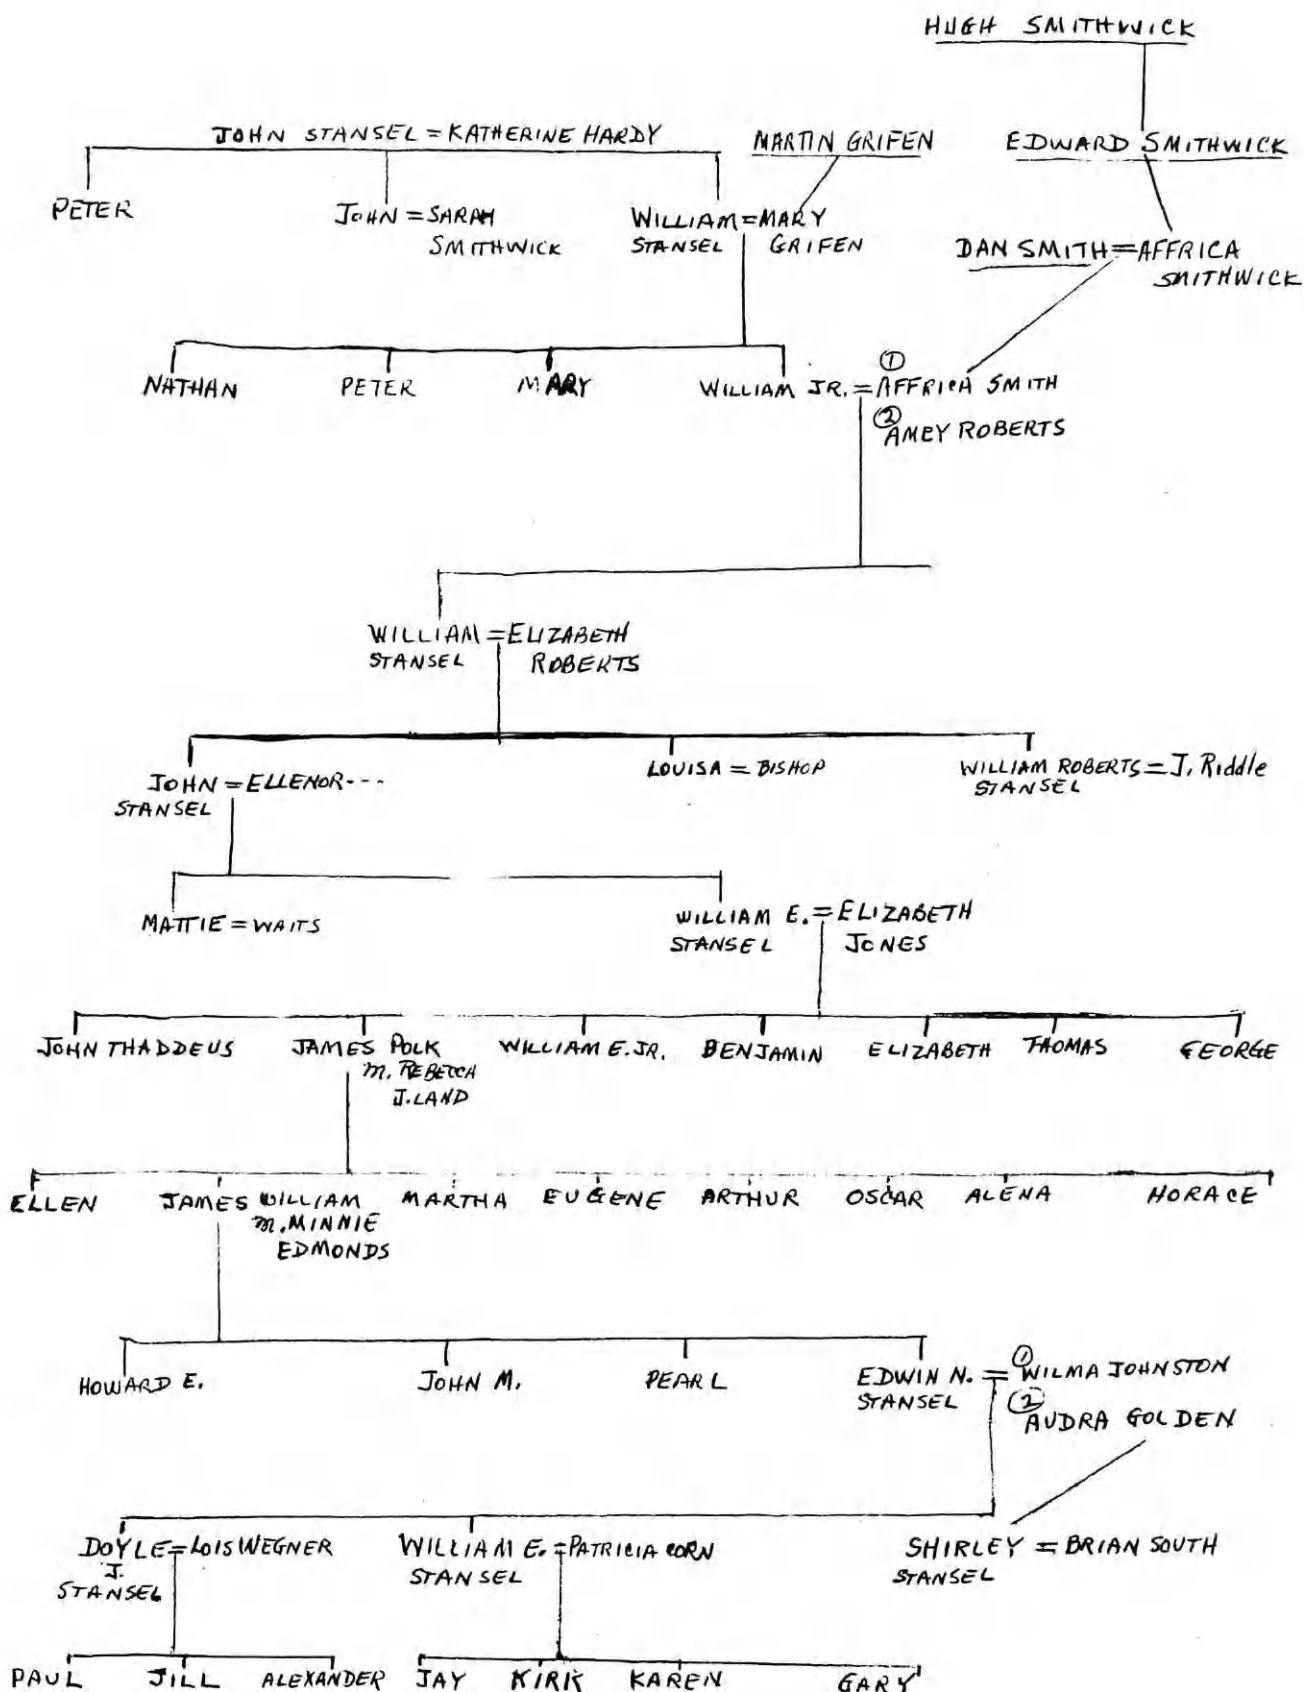 HUGH SMITHWICK
JOHN STANSEL = KATHERINE HARDY MARTIN GRIFEN EDWARD SMITHWICK
PETER JOHN = SARAH WILLIAM = MARY
SMITHWICK STANSEL GRIFEN DAN SMITH = AFFRICA
SMITHWICK
①
NATHAN PETER MARY WILLIAM JR. = AFFRICA SMITH
② AMEY ROBERTS
WILLIAM = ELIZABETH
STANSEL ROBERTS
JOHN = ELLENOR --- LOUISA = BISHOP WILLIAM ROBERTS = J. Riddle
STANSEL STANSEL
MATTIE = WAITS WILLIAM E. = ELIZABETH
STANSEL JONES
JOHN THADDEUS JAMES POLK WILLIAM E. JR. BENJAMIN ELIZABETH THOMAS GEORGE
m. REBECCA
J. LAND
ELLEN JAMES WILLIAM MARTHA EUGENE ARTHUR OSCAR ALENA HORACE
m. MINNIE
EDMONDS
HOWARD E. JOHN M. PEARL EDWIN N. = ① WILMA JOHNSTON
STANSEL ② AUDRA GOLDEN
DOYLE = LOIS WEGNER WILLIAM E. = PATRICIA CORN SHIRLEY = BRIAN SOUTH
J. STANSEL STANSEL
STANSEL
PAUL JILL ALEXANDER JAY KIRK KAREN GARY